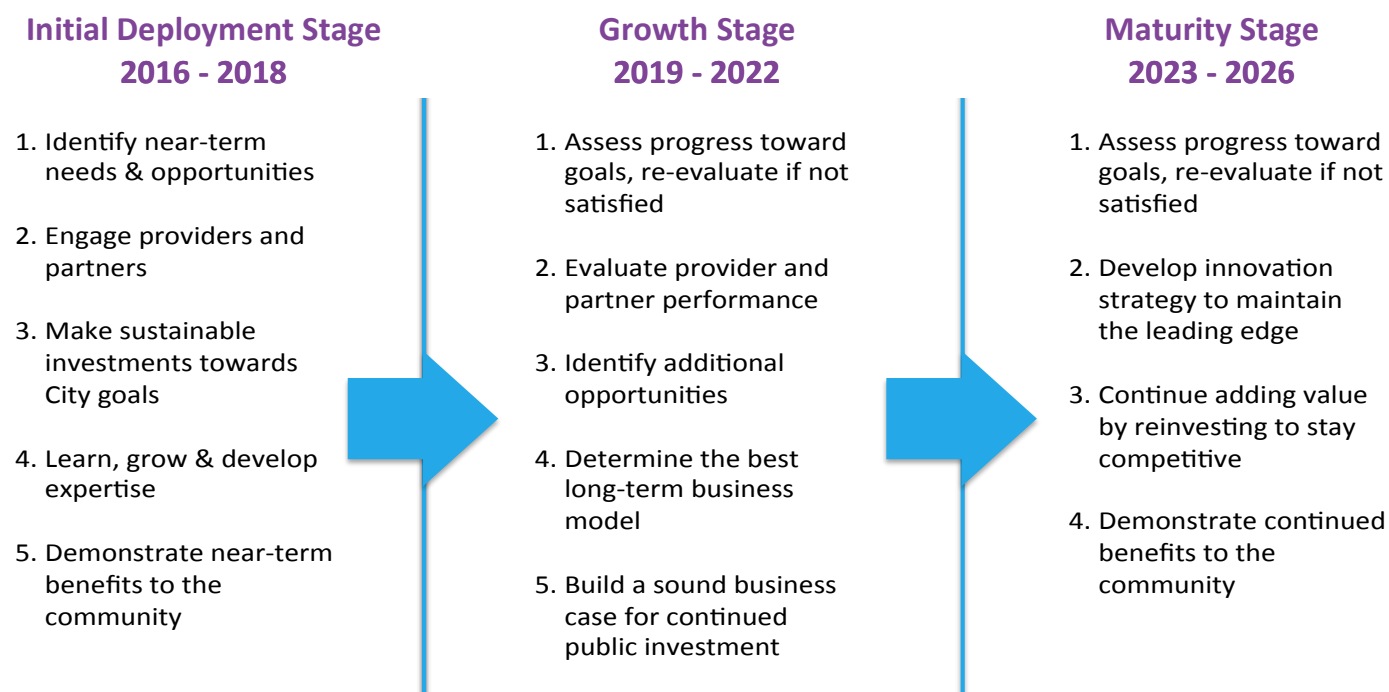 Initial Deployment Stage
2016 - 2018
1. Identify near-term
needs & opportunities
2. Engage providers and
partners
3. Make sustainable
investments towards
City goals
4. Learn, grow & develop
expertise
5. Demonstrate near-term
benefits to the
community
Growth Stage
2019 - 2022
1. Assess progress toward
goals, re-evaluate if not
satisfied
2. Evaluate provider and
partner performance
3. Identify additional
opportunities
4. Determine the best
long-term business
model
5. Build a sound business
case for continued
public investment
Maturity Stage
2023 - 2026
1. Assess progress toward
goals, re-evaluate if not
satisfied
2. Develop innovation
strategy to maintain
the leading edge
3. Continue adding value
by reinvesting to stay
competitive
4. Demonstrate continued
benefits to the
community